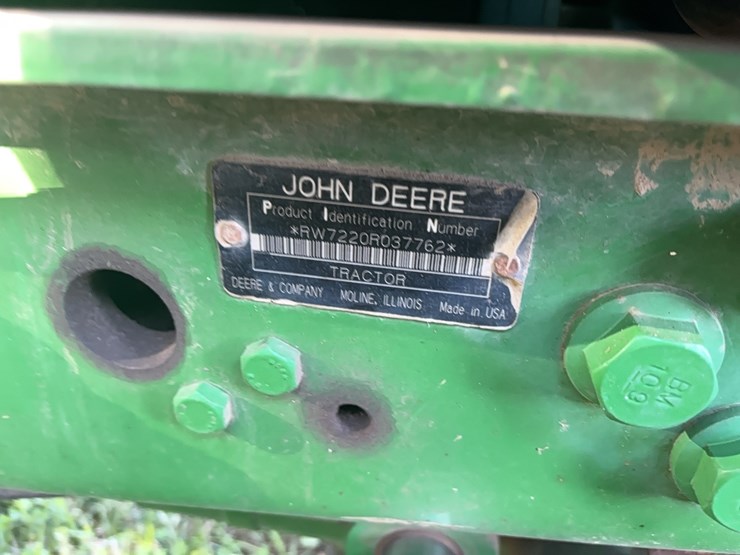 JOHN DEERE
Product Identification Number
*RW7220R037762*
TRACTOR
DEERE & COMPANY MOLINE, ILLINOIS Made in USA
BM
10.9